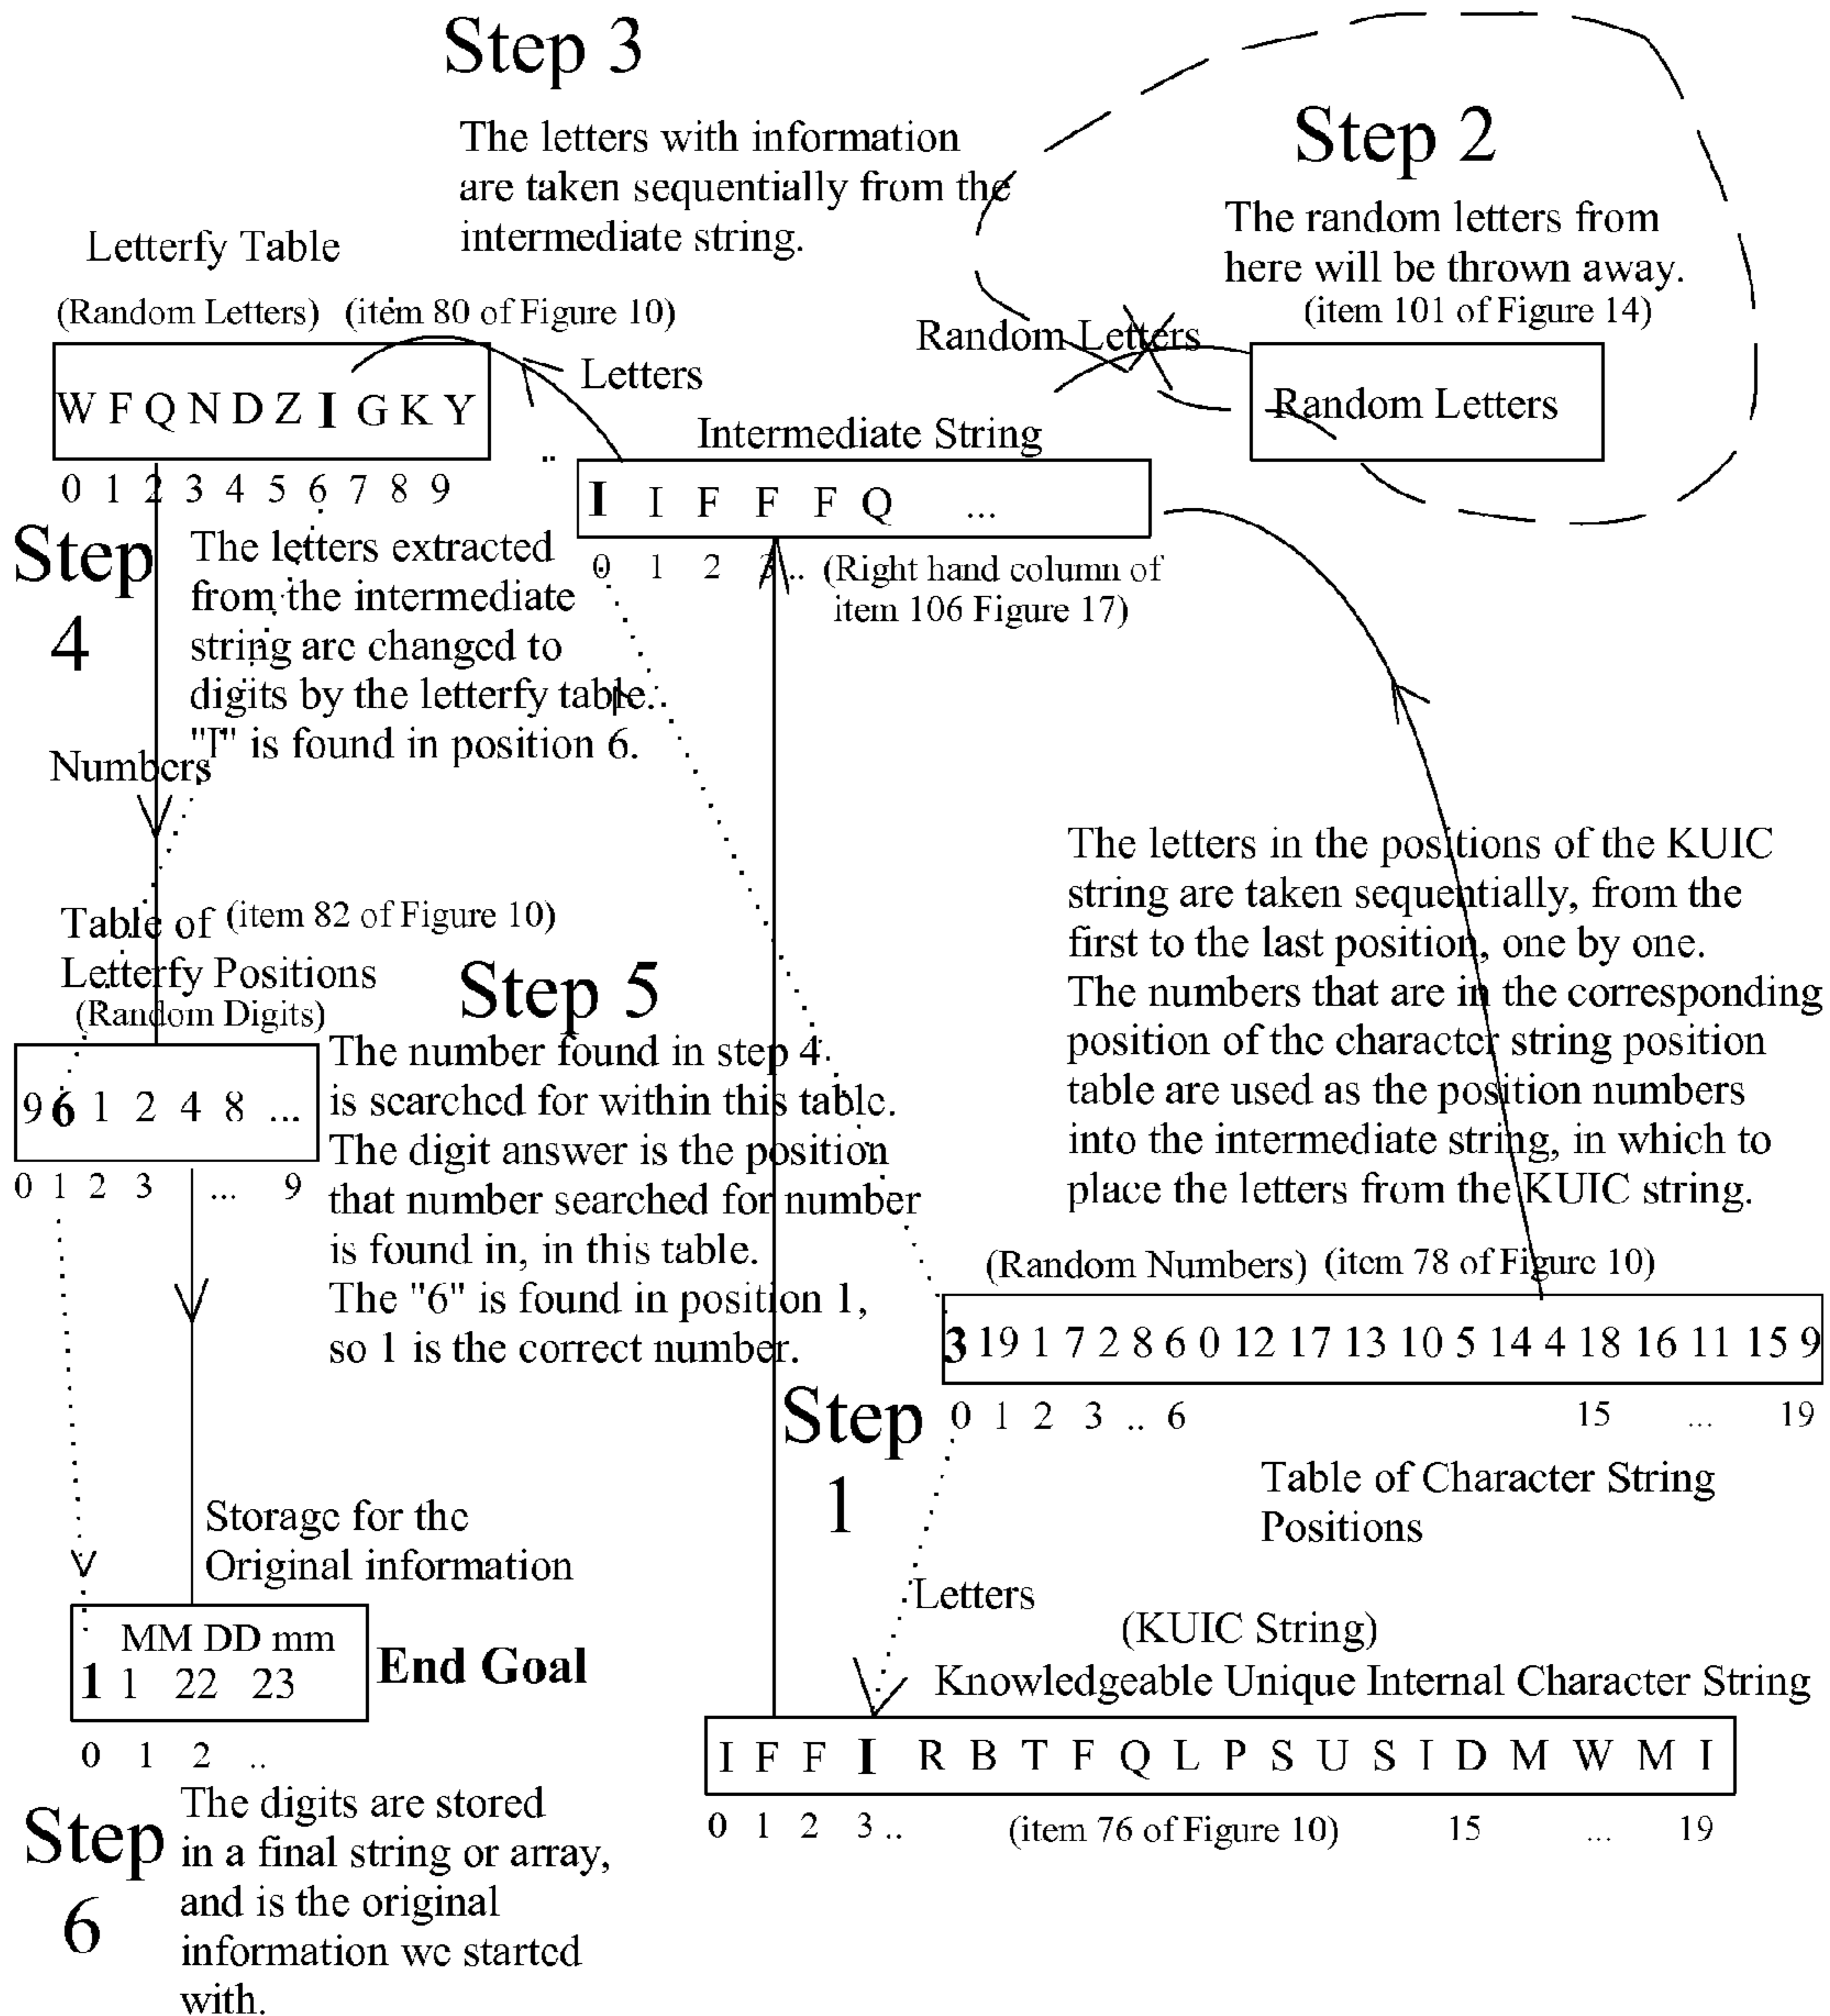 Step 3
The letters with information
are taken sequentially from the
intermediate string.
Step 2
The random letters from
here will be thrown away.
(item 101 of Figure 14)
Random Letters
Random Letters
Letterfy Table
(Random Letters) (item 80 of Figure 10)
W F Q N D Z I G K Y
0 1 2 3 4 5 6 7 8 9
Letters
Intermediate String
I I F F F Q ...
0 1 2 3 .. (Right hand column of
item 106 Figure 17)
Step
4
The letters extracted
from the intermediate
string are changed to
digits by the letterfy table.
"I" is found in position 6.
Numbers
Table of (item 82 of Figure 10)
Letterfy Positions
(Random Digits)
9 6 1 2 4 8 ...
0 1 2 3 ... 9
Step 5
The number found in step 4
is searched for within this table.
The digit answer is the position
that number searched for number
is found in, in this table.
The "6" is found in position 1,
so 1 is the correct number.
The letters in the positions of the KUIC
string are taken sequentially, from the
first to the last position, one by one.
The numbers that are in the corresponding
position of the character string position
table are used as the position numbers
into the intermediate string, in which to
place the letters from the KUIC string.
(Random Numbers) (item 78 of Figure 10)
3 19 1 7 2 8 6 0 12 17 13 10 5 14 4 18 16 11 15 9
0 1 2 3 .. 6 15 ... 19
Step
1
Table of Character String
Positions
Letters
(KUIC String)
Knowledgeable Unique Internal Character String
I F F I R B T F Q L P S U S I D M W M I
0 1 2 3 .. (item 76 of Figure 10) 15 ... 19
Storage for the
Original information
MM DD mm
1 1 22 23
End Goal
0 1 2 ..
Step
6
The digits are stored
in a final string or array,
and is the original
information we started
with.